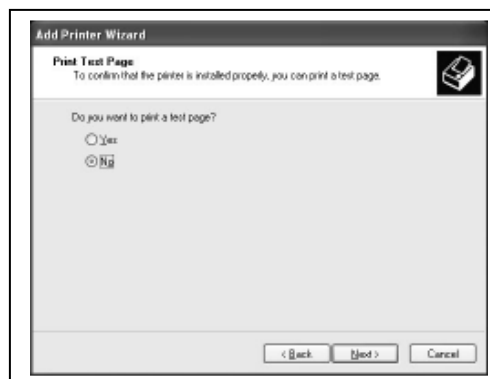 Add Printer Wizard
Print Test Page
To confirm that the printer is installed properly, you can print a test page.
Do you want to print a test page?
Yes
No
< Back Next > Cancel